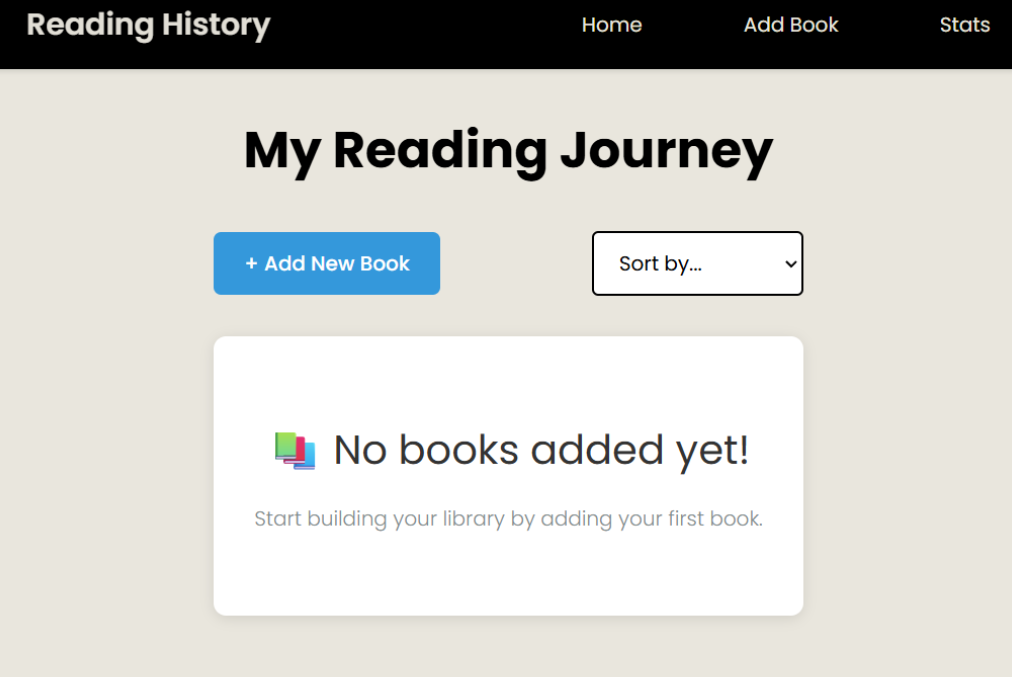 Reading History Home Add Book Stats
My Reading Journey
+ Add New Book Sort by...
No books added yet!
Start building your library by adding your first book.